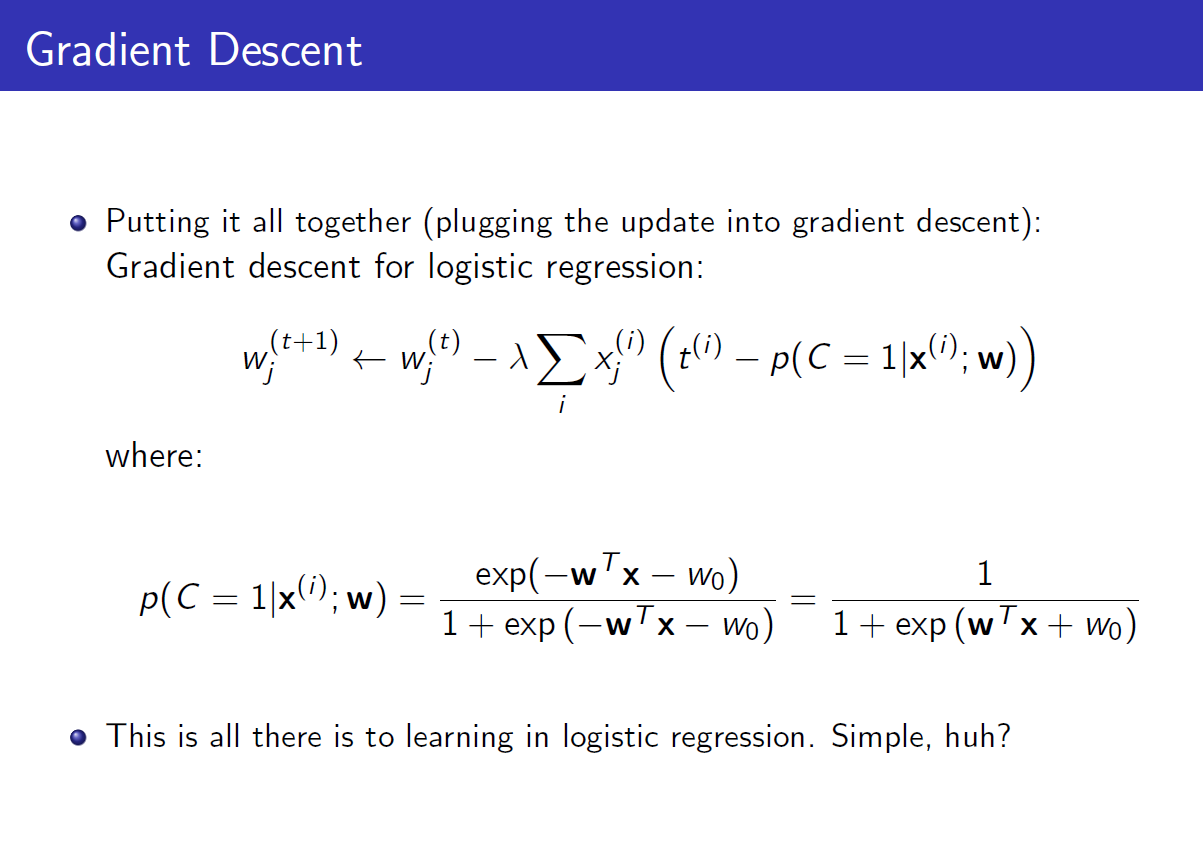 Gradient Descent
Putting it all together (plugging the update into gradient descent):
Gradient descent for logistic regression:
w_j^{(t+1)} ← w_j^{(t)} − λ ∑_i x_j^{(i)} (t^{(i)} − p(C = 1|**x**^{(i)}; **w**))
where:
p(C = 1|**x**^{(i)}; **w**) = \frac{exp(−**w**^T **x** − w_0)}{1 + exp (−**w**^T **x** − w_0)} = \frac{1}{1 + exp (**w**^T **x** + w_0)}
This is all there is to learning in logistic regression. Simple, huh?